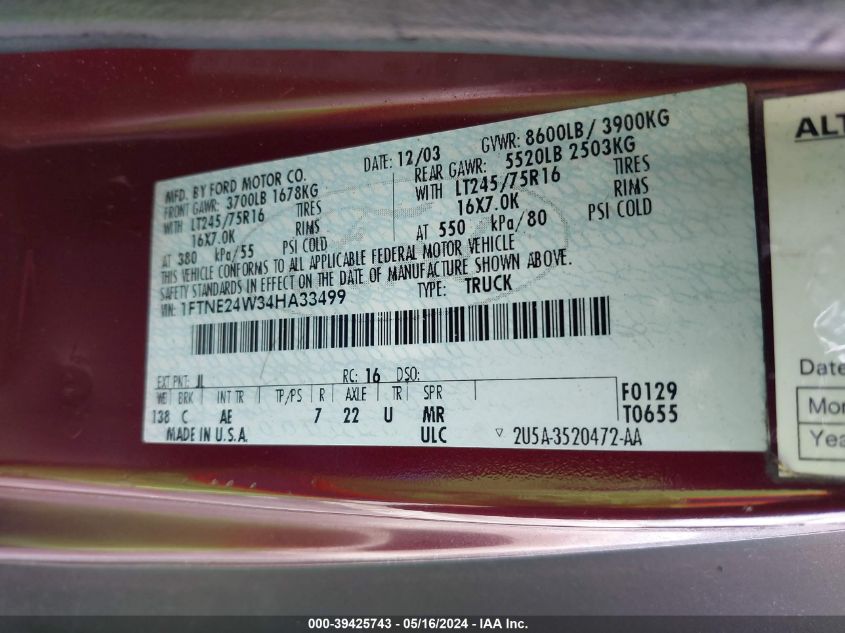 MFD. BY FORD MOTOR CO.
DATE: 12/03
GVWR: 8600LB / 3900KG
FRONT GAWR: 3700LB 1678KG
REAR GAWR: 5520LB 2503KG
WITH LT245/75R16 TIRES
WITH LT245/75R16 TIRES
16X7.0K RIMS
16X7.0K RIMS
AT 380 kPa/55 PSI COLD
AT 550 kPa/80 PSI COLD
THIS VEHICLE CONFORMS TO ALL APPLICABLE FEDERAL MOTOR VEHICLE
SAFETY STANDARDS IN EFFECT ON THE DATE OF MANUFACTURE SHOWN ABOVE.
VIN: 1FTNE24W34HA33499
TYPE: TRUCK
EXT PNT: JL RC: 16 DSO:
WB BRK INT TR TP/PS R AXLE TR SPR
F0129
138 C AE 7 22 U MR
T0655
MADE IN U.S.A.
ULC ▽ 2U5A-3520472-AA
ALT
Date
Mon
Yea
000-39425743 - 05/16/2024 - IAA Inc.